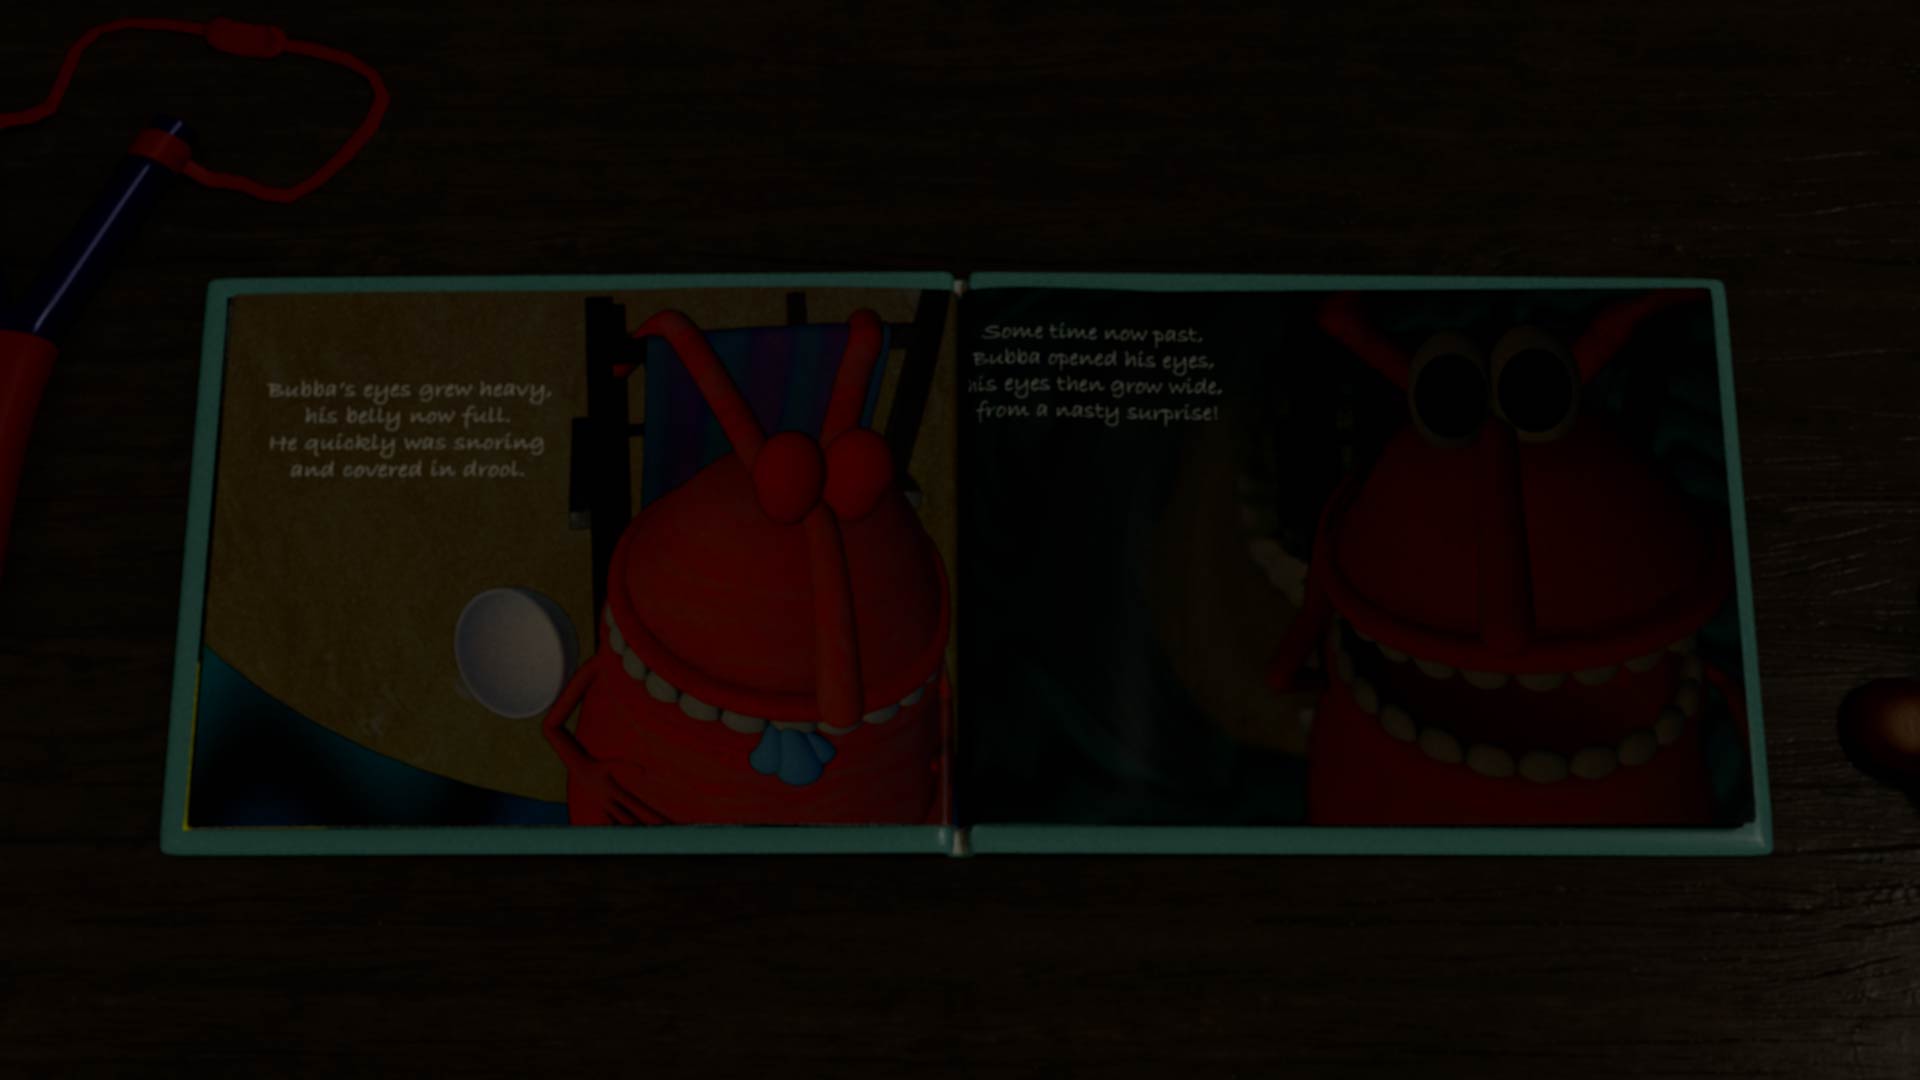 Bubba's eyes grew heavy,
his belly now full.
He quickly was snoring
and covered in drool.
Some time now past,
Bubba opened his eyes,
his eyes then grow wide,
from a nasty surprise!